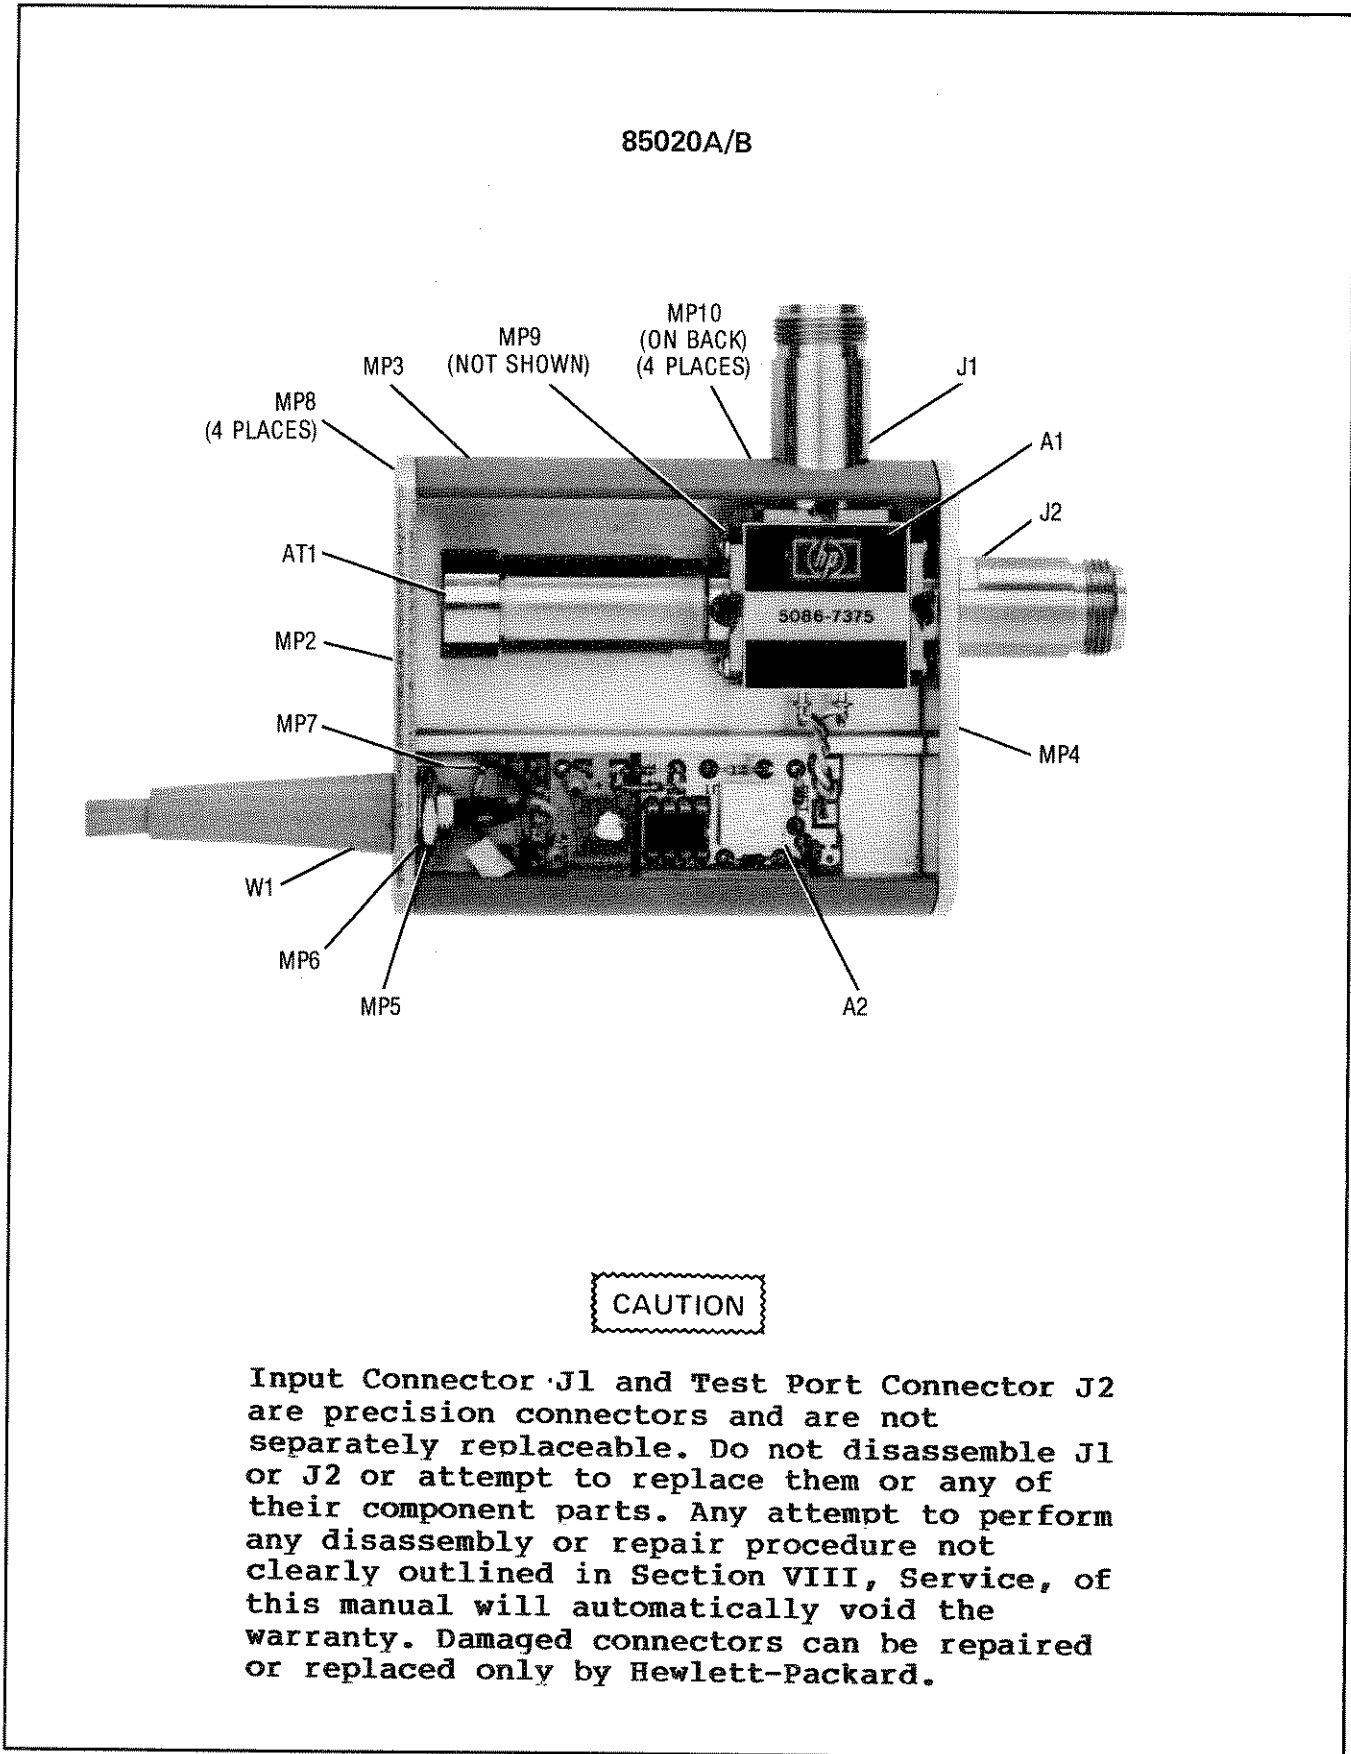 85020A/B
MP10
(ON BACK)
(4 PLACES)
MP9
(NOT SHOWN)
MP3
J1
MP8
(4 PLACES)
A1
J2
AT1
hp
5086-7375
MP2
MP7
MP4
W1
MP6
MP5
A2
CAUTION
Input Connector J1 and Test Port Connector J2
are precision connectors and are not
separately replaceable. Do not disassemble J1
or J2 or attempt to replace them or any of
their component parts. Any attempt to perform
any disassembly or repair procedure not
clearly outlined in Section VIII, Service, of
this manual will automatically void the
warranty. Damaged connectors can be repaired
or replaced only by Hewlett-Packard.